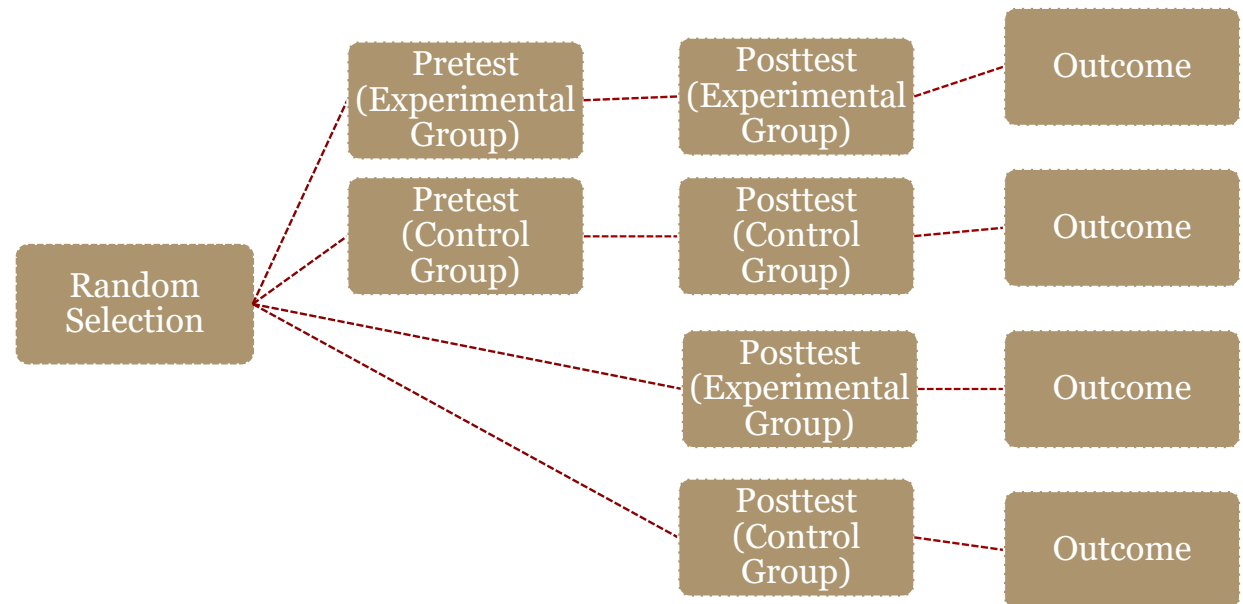 Pretest
(Experimental
Group)
Posttest
(Experimental
Group)
Outcome
Pretest
(Control
Group)
Posttest
(Control
Group)
Outcome
Random
Selection
Posttest
(Experimental
Group)
Outcome
Posttest
(Control
Group)
Outcome